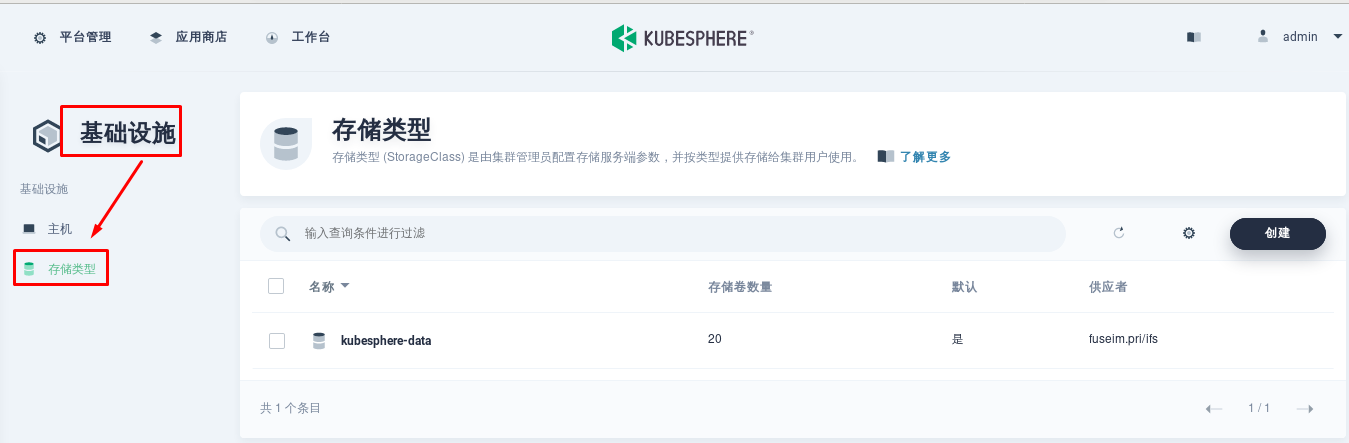 平台管理 应用商店 工作台 KUBESPHERE® admin
基础设施
基础设施
主机
存储类型
存储类型
存储类型 (StorageClass) 是由集群管理员配置存储服务端参数，并按类型提供存储给集群用户使用。 了解更多
输入查询条件进行过滤 创建
名称 存储卷数量 默认 供应者
kubesphere-data 20 是 fuseim.pri/ifs
共 1 个条目 1 / 1